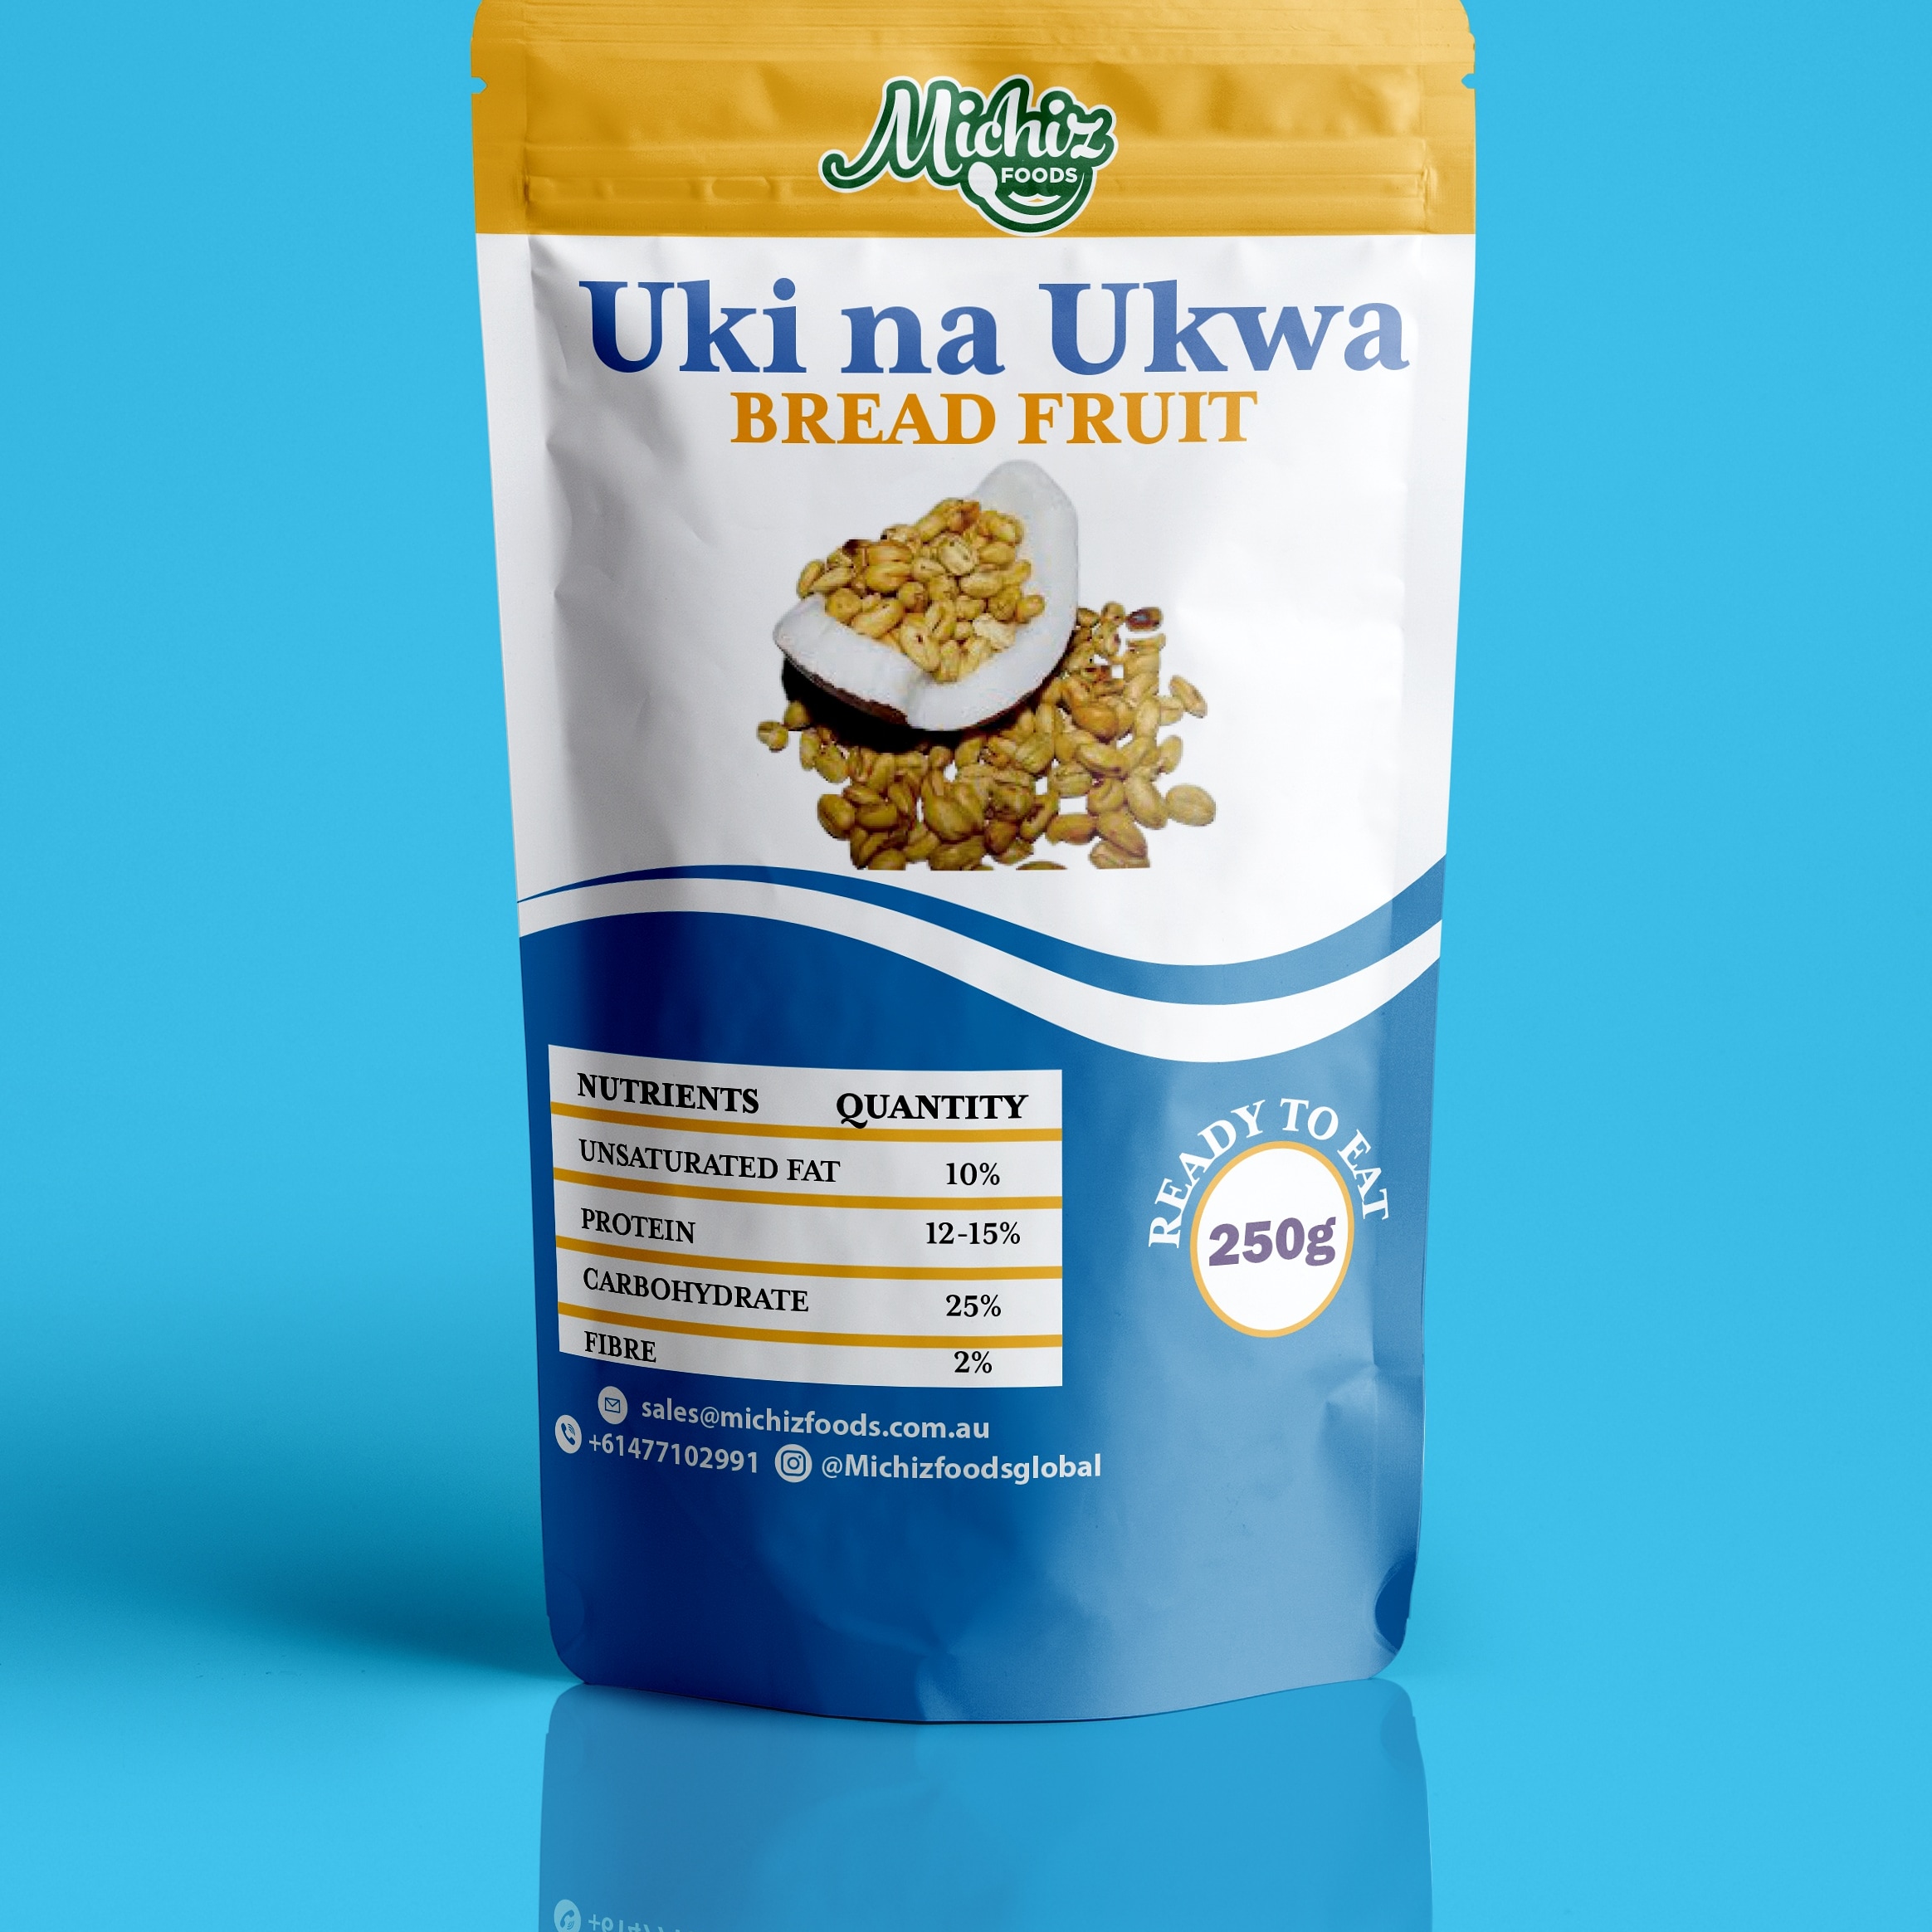 Michiz
FOODS
Uki na Ukwa
BREAD FRUIT
NUTRIENTS QUANTITY
UNSATURATED FAT 10%
PROTEIN 12-15%
CARBOHYDRATE 25%
FIBRE 2%
READY TO EAT
250g
sales@michizfoods.com.au
+61477102991 @Michizfoodsglobal